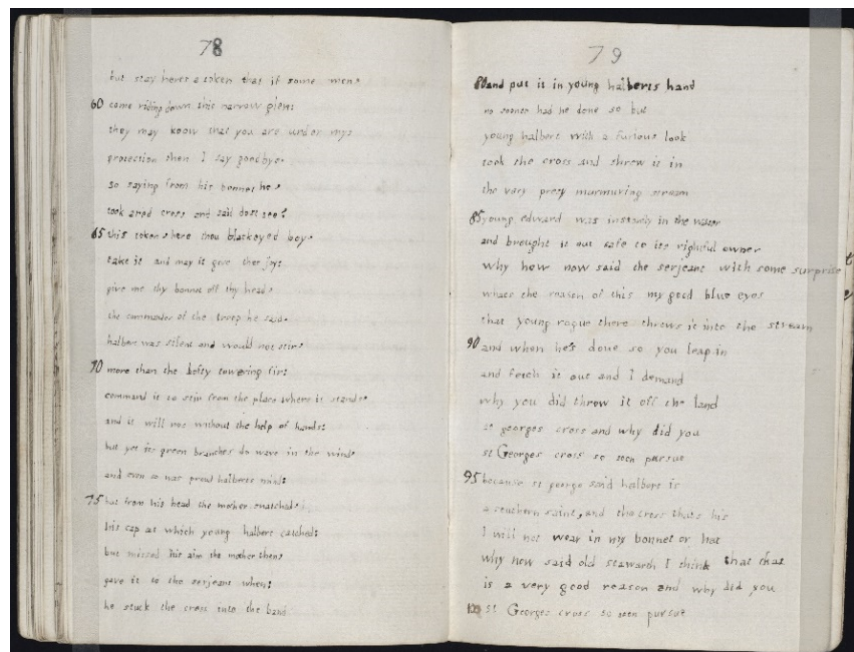 78
but stay heres a token that if some men
60 come riding down this narrow glen
they may know that you are under my
protection then I say goodbye
so saying from his bonnet he
took ared cross and said dost see?
65 this token here thou blackeyed boy
take it and may it give thee joy
give me thy bonnet off thy head
the commander of the troop he said
halbert was silent and would not stir
70 more than the lofty towering fir
command it to stir from the place where it stands
and it will not without the help of hands
but yet its green branches do wave in the wind
and even so was proud halberts mind
75 but from his head the mother snatched
his cap at which young halbert catched
but missed his aim the mother then
gave it to the serjeant when
he stuck the cross into the band
79
80 and put it in young halberts hand
no sooner had he done so but
young halbert with a furious look
took the cross and threw it in
the very prety murmuring stream
85 young edward was instantly in the water
and brought it out safe to its rightful owner
why how now said the serjeant with some surprise
whats the reason of this my good blue eyes
that young rogue there throws it into the stream
90 and when he's done so you leap in
and fetch it out and I demand
why you did throw it off the land
st georges cross and why did you
st Georges cross so soon pursue
95 because st george said halbert is
a southern saint, and the cross thats his
I will not wear in my bonnet or hat
why now said old stawarth I think that that
is a very good reason and why did you
100 st Georges cross so soon pursue